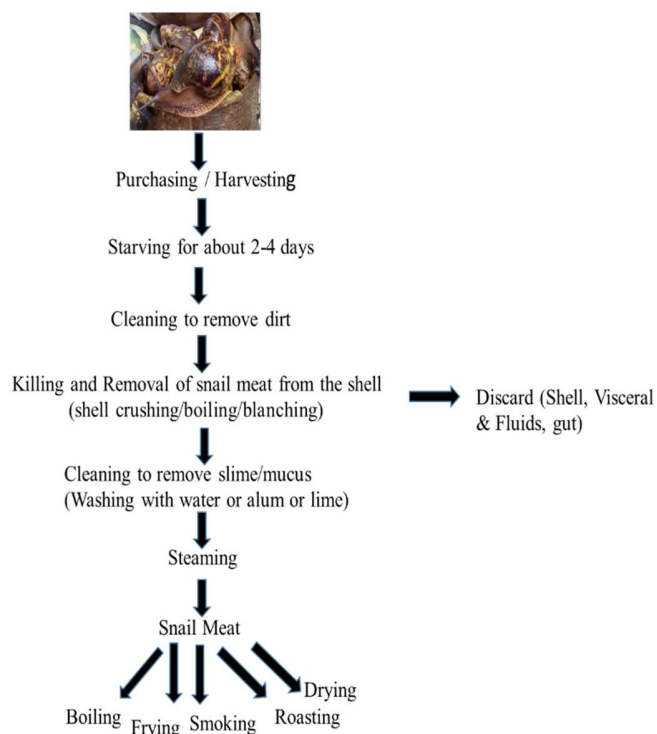 Purchasing / Harvesting
Starving for about 2-4 days
Cleaning to remove dirt
Killing and Removal of snail meat from the shell
(shell crushing/boiling/blanching)
Discard (Shell, Visceral
& Fluids, gut)
Cleaning to remove slime/mucus
(Washing with water or alum or lime)
Steaming
Snail Meat
Drying
Boiling
Frying
Smoking
Roasting